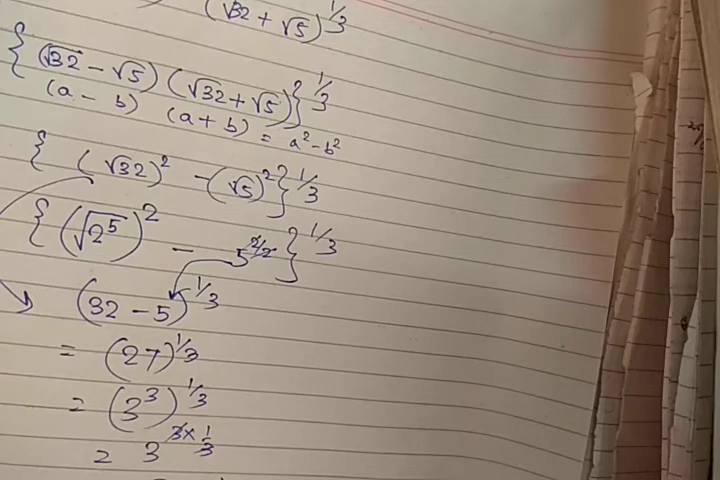 (√32 + √5)^1/3
{ (√32 - √5) (√32 + √5) }^1/3
(a - b) (a + b) = a² - b²
{ (√32)² - (√5)² }^1/3
{ (√2⁵)² - 5^2/2 }^1/3
(32 - 5)^1/3
= (27)^1/3
= (3³)^1/3
= 3^3×1/3